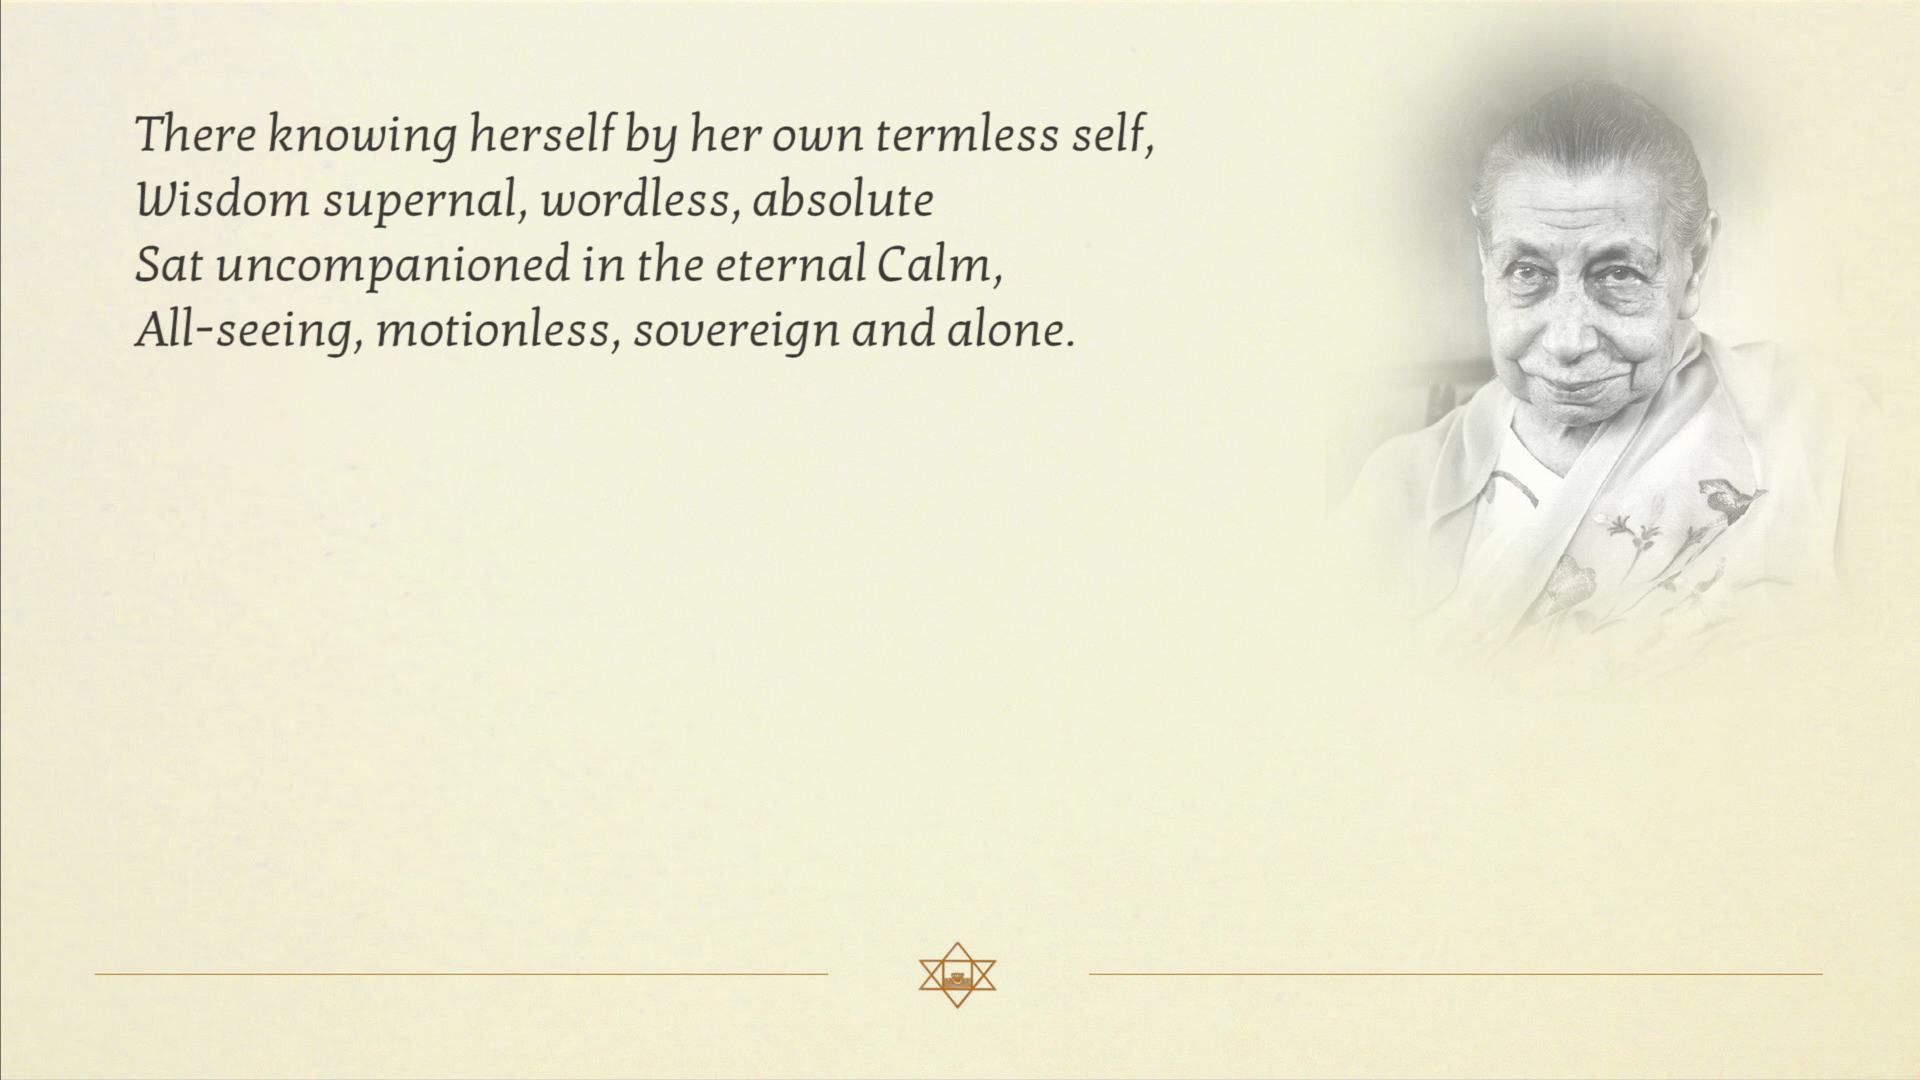 There knowing herself by her own termless self,
Wisdom supernal, wordless, absolute
Sat uncompanioned in the eternal Calm,
All-seeing, motionless, sovereign and alone.